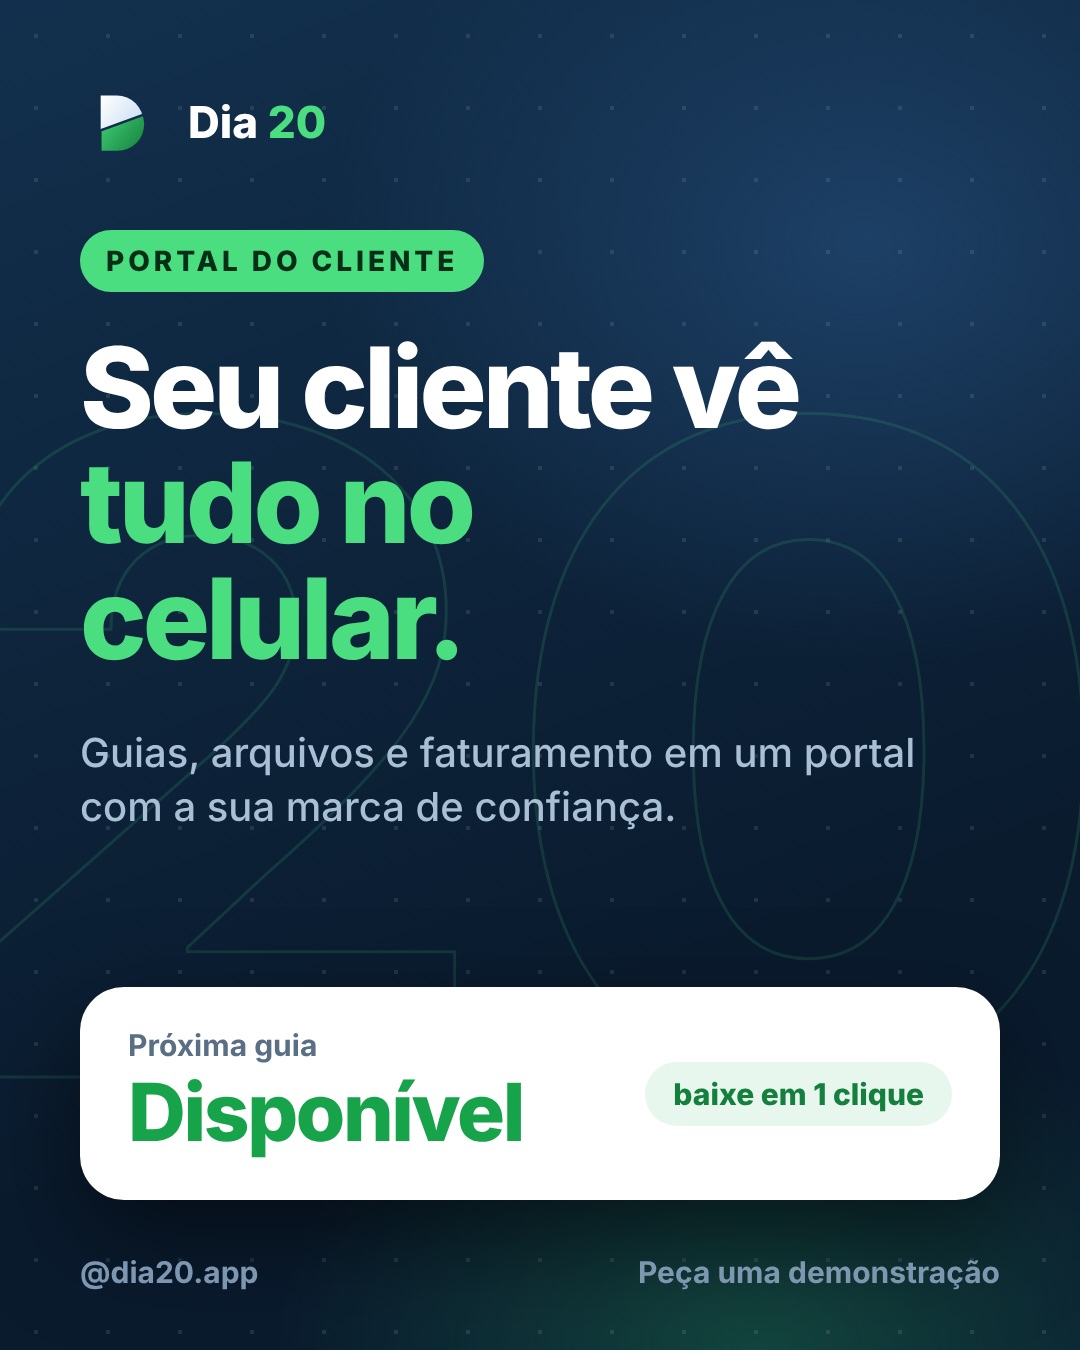 Dia 20
PORTAL DO CLIENTE
Seu cliente vê
tudo no
celular.
Guias, arquivos e faturamento em um portal
com a sua marca de confiança.
Próxima guia
Disponível
baixe em 1 clique
@dia20.app
Peça uma demonstração
20